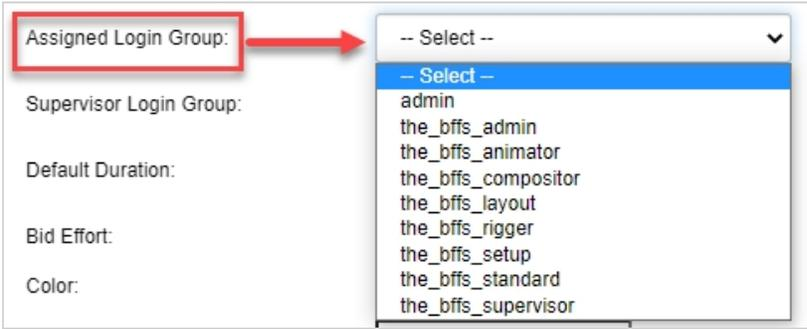 Assigned Login Group:
-- Select --
-- Select --
admin
Supervisor Login Group:
the_bffs_admin
the_bffs_animator
Default Duration:
the_bffs_compositor
the_bffs_layout
the_bffs_rigger
Bid Effort:
the_bffs_setup
the_bffs_standard
Color:
the_bffs_supervisor